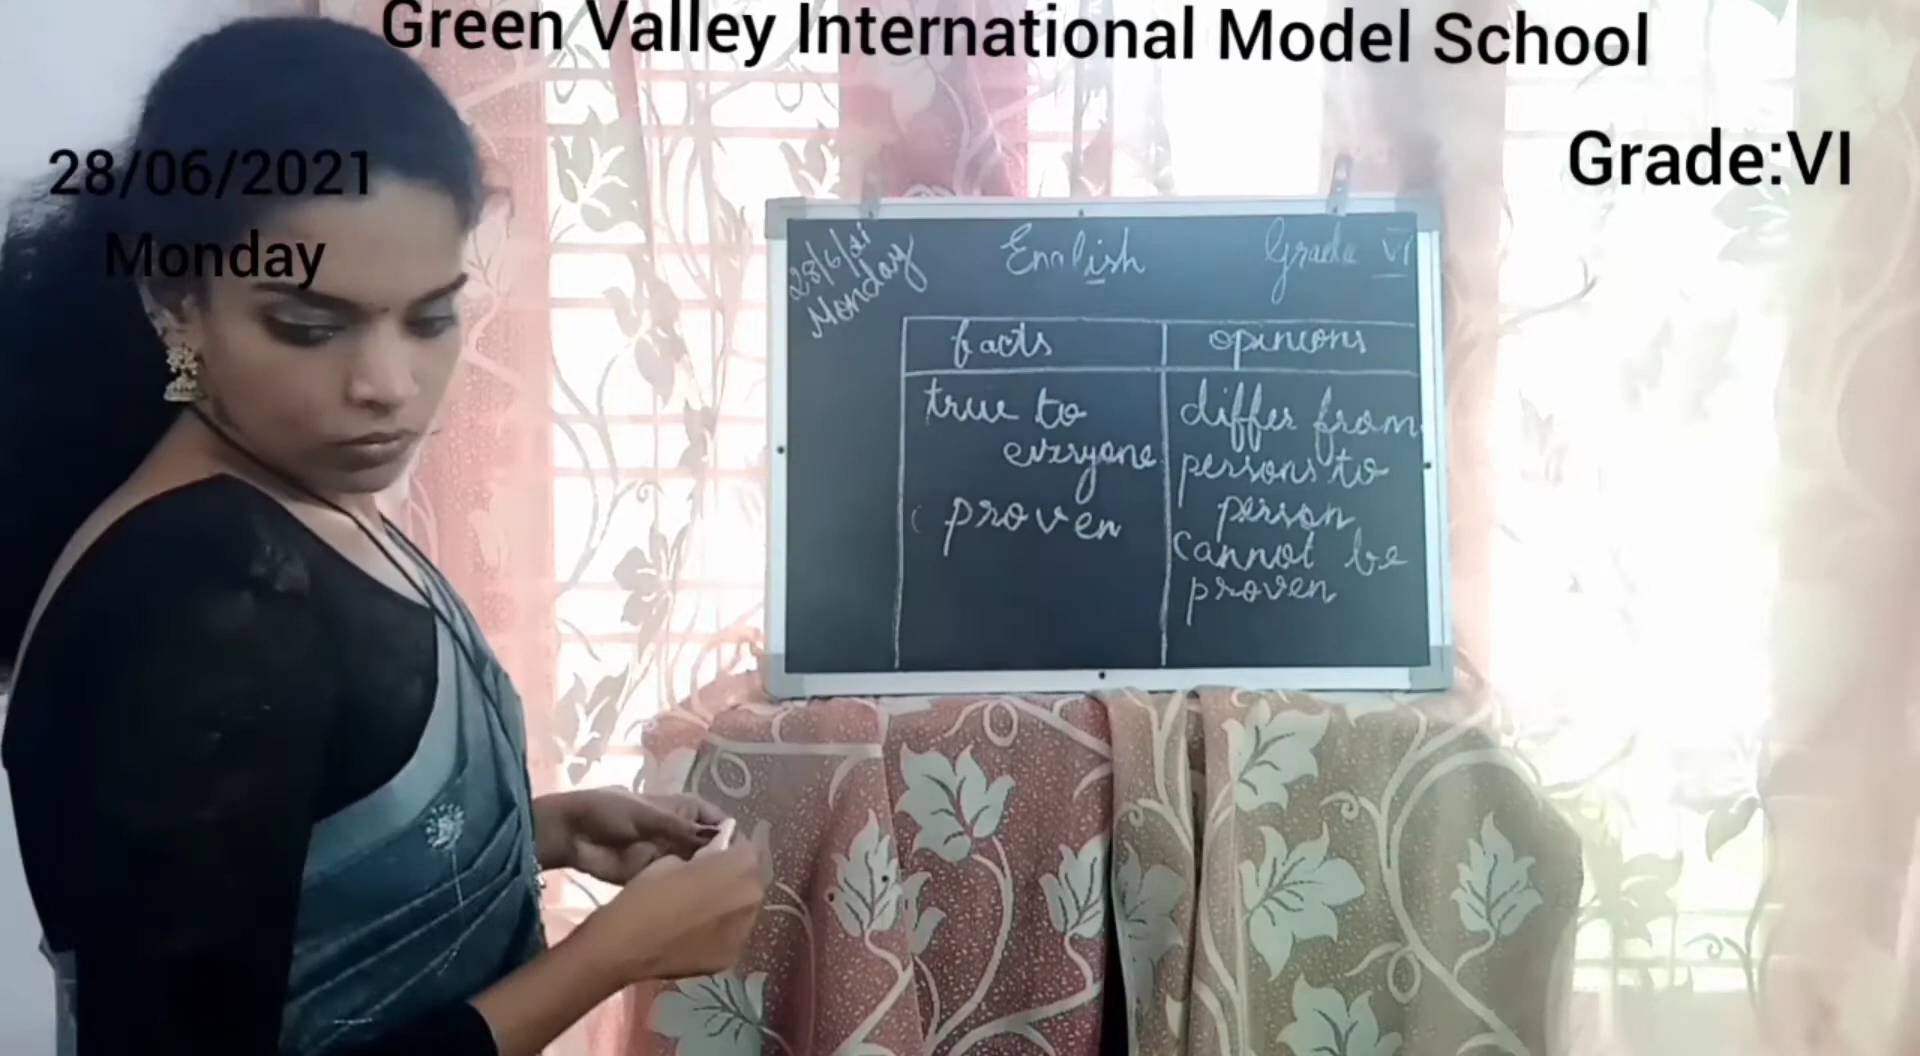 Green Valley International Model School
28/06/2021
Monday
Grade:VI
28/6/21
Monday
English
Grade VI
facts
opinions
true to
everyone
proven
differ from
persons to
person
cannot be
proven